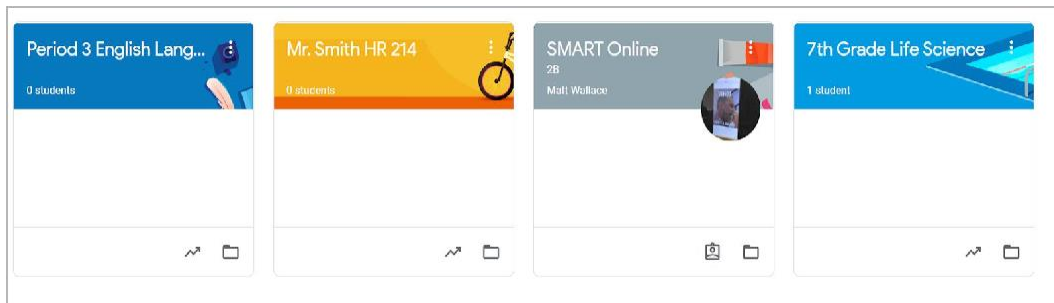 Period 3 English Lang...
0 students
Mr. Smith HR 214
0 students
SMART Online
2B
Matt Wallace
7th Grade Life Science
1 student